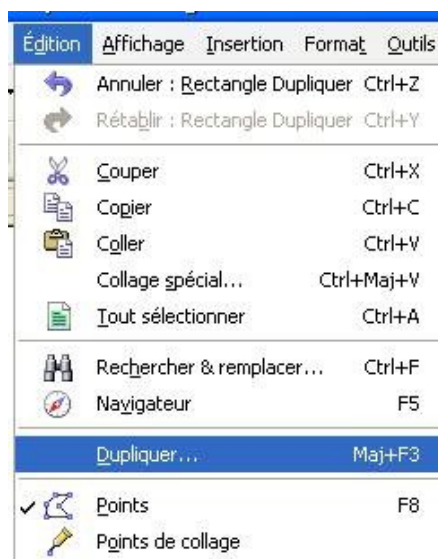 Édition Affichage Insertion Format Outils
Annuler : Rectangle Dupliquer Ctrl+Z
Rétablir : Rectangle Dupliquer Ctrl+Y
Couper Ctrl+X
Copier Ctrl+C
Coller Ctrl+V
Collage spécial... Ctrl+Maj+V
Tout sélectionner Ctrl+A
Rechercher & remplacer... Ctrl+F
Navigateur F5
Dupliquer... Maj+F3
Points F8
Points de collage